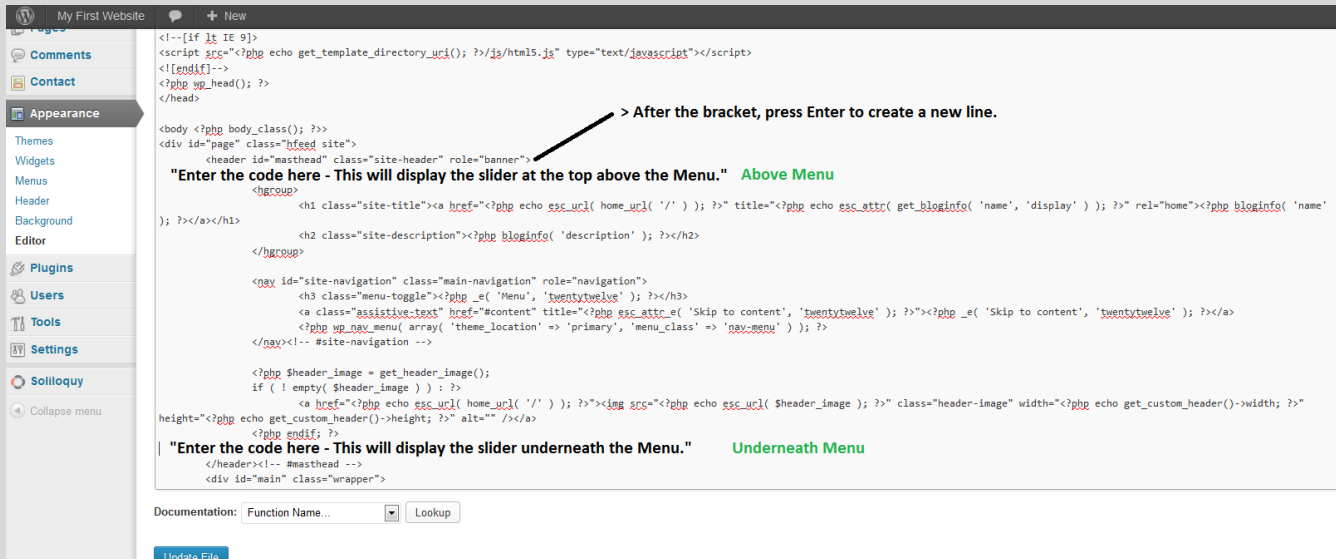 My First Website
+ New
Pages
Comments
Contact
Appearance
Themes
Widgets
Menus
Header
Background
Editor
Plugins
Users
Tools
Settings
Soliloquy
Collapse menu
<!--[if lt IE 9]>
<script src="<?php echo get_template_directory_uri(); ?>/js/html5.js" type="text/javascript"></script>
<![endif]-->
<?php wp_head(); ?>
</head>
> After the bracket, press Enter to create a new line.
<body <?php body_class(); ?>>
<div id="page" class="hfeed site">
<header id="masthead" class="site-header" role="banner">
"Enter the code here - This will display the slider at the top above the Menu." Above Menu
<hgroup>
<h1 class="site-title"><a href="<?php echo esc_url( home_url( '/' ) ); ?>" title="<?php echo esc_attr( get_bloginfo( 'name', 'display' ) ); ?>" rel="home"><?php bloginfo( 'name'
); ?></a></h1>
<h2 class="site-description"><?php bloginfo( 'description' ); ?></h2>
</hgroup>
<nav id="site-navigation" class="main-navigation" role="navigation">
<h3 class="menu-toggle"><?php _e( 'Menu', 'twentytwelve' ); ?></h3>
<a class="assistive-text" href="#content" title="<?php esc_attr_e( 'Skip to content', 'twentytwelve' ); ?>"><?php _e( 'Skip to content', 'twentytwelve' ); ?></a>
<?php wp_nav_menu( array( 'theme_location' => 'primary', 'menu_class' => 'nav-menu' ) ); ?>
</nav><!-- #site-navigation -->
<?php $header_image = get_header_image();
if ( ! empty( $header_image ) ) : ?>
<a href="<?php echo esc_url( home_url( '/' ) ); ?>"><img src="<?php echo esc_url( $header_image ); ?>" class="header-image" width="<?php echo get_custom_header()->width; ?>"
height="<?php echo get_custom_header()->height; ?>" alt="" /></a>
<?php endif; ?>
"Enter the code here - This will display the slider underneath the Menu." Underneath Menu
</header><!-- #masthead -->
<div id="main" class="wrapper">
Documentation: Function Name... Lookup
Update File